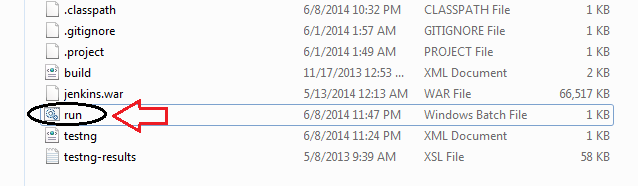 .classpath 6/8/2014 10:32 PM CLASSPATH File 1 KB
.gitignore 6/1/2014 1:57 AM GITIGNORE File 1 KB
.project 6/1/2014 1:49 AM PROJECT File 1 KB
build 11/17/2013 12:53 ... XML Document 2 KB
jenkins.war 5/13/2014 12:13 AM WAR File 66,517 KB
run 6/8/2014 11:47 PM Windows Batch File 1 KB
testng 6/8/2014 11:24 PM XML Document 1 KB
testng-results 5/8/2013 9:39 AM XSL File 58 KB